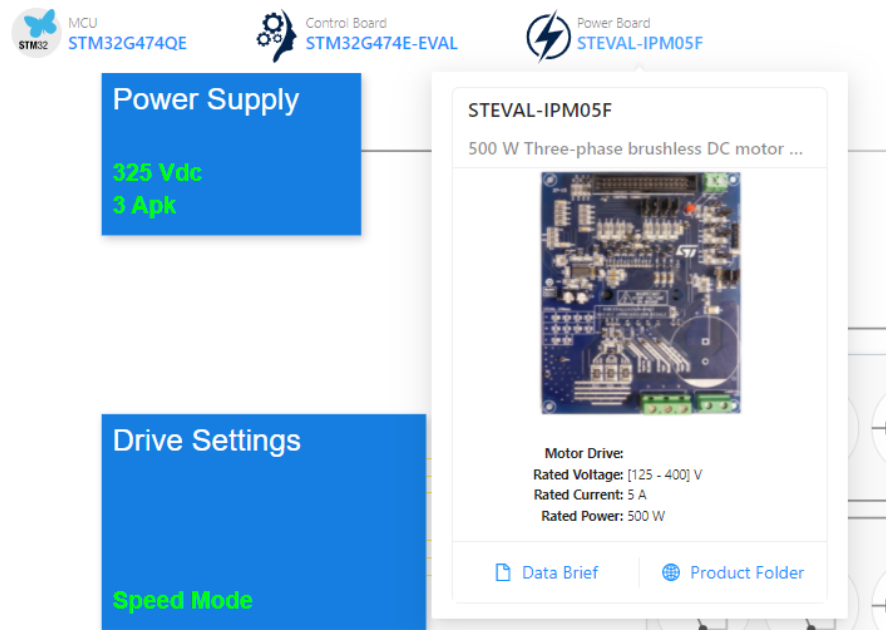 MCU
STM32G474QE
STM32
Control Board
STM32G474E-EVAL
Power Board
STEVAL-IPM05F
Power Supply
325 Vdc
3 Apk
STEVAL-IPM05F
500 W Three-phase brushless DC motor ...
ST
Motor Drive:
Rated Voltage: [125 - 400] V
Rated Current: 5 A
Rated Power: 500 W
Data Brief
Product Folder
Drive Settings
Speed Mode